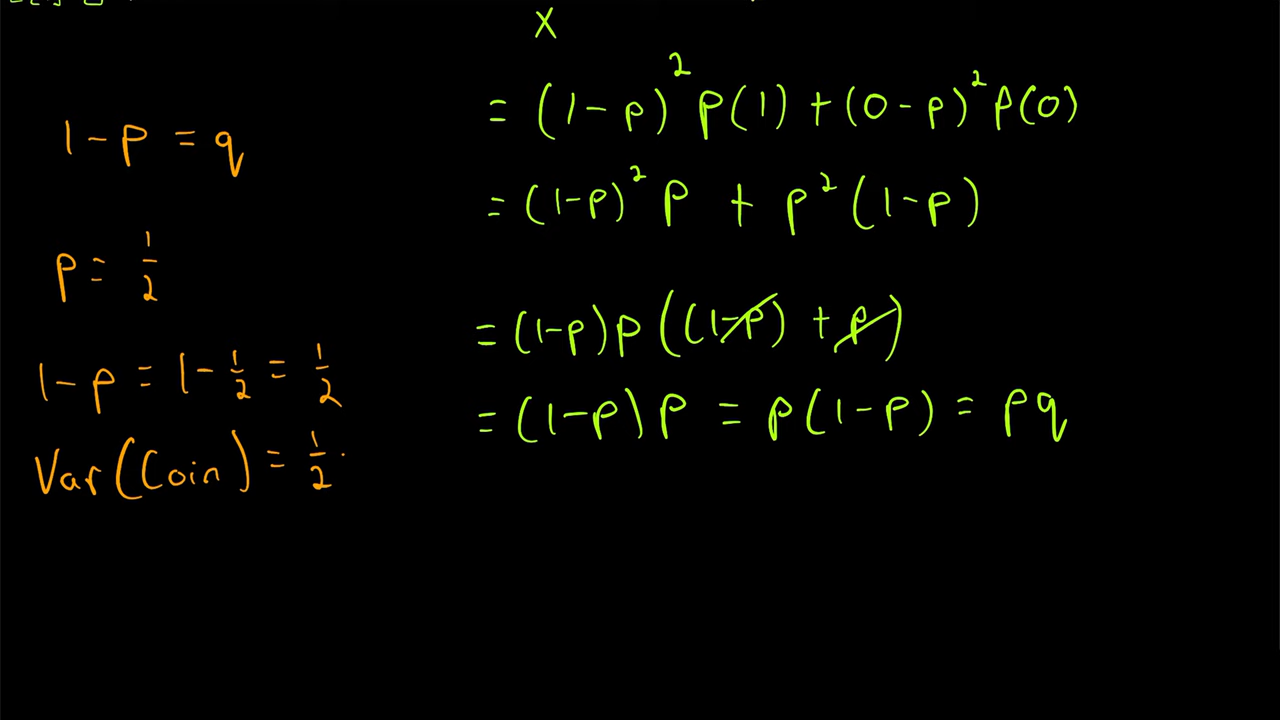 x
= (1-p)² p(1) + (0-p)² p(0)
= (1-p)² p + p² (1-p)
= (1-p)p ((1-p) + p)
= (1-p)p = p(1-p) = pq
1-p = q
p = 1/2
1-p = 1-1/2 = 1/2
Var(Coin) = 1/2 ·